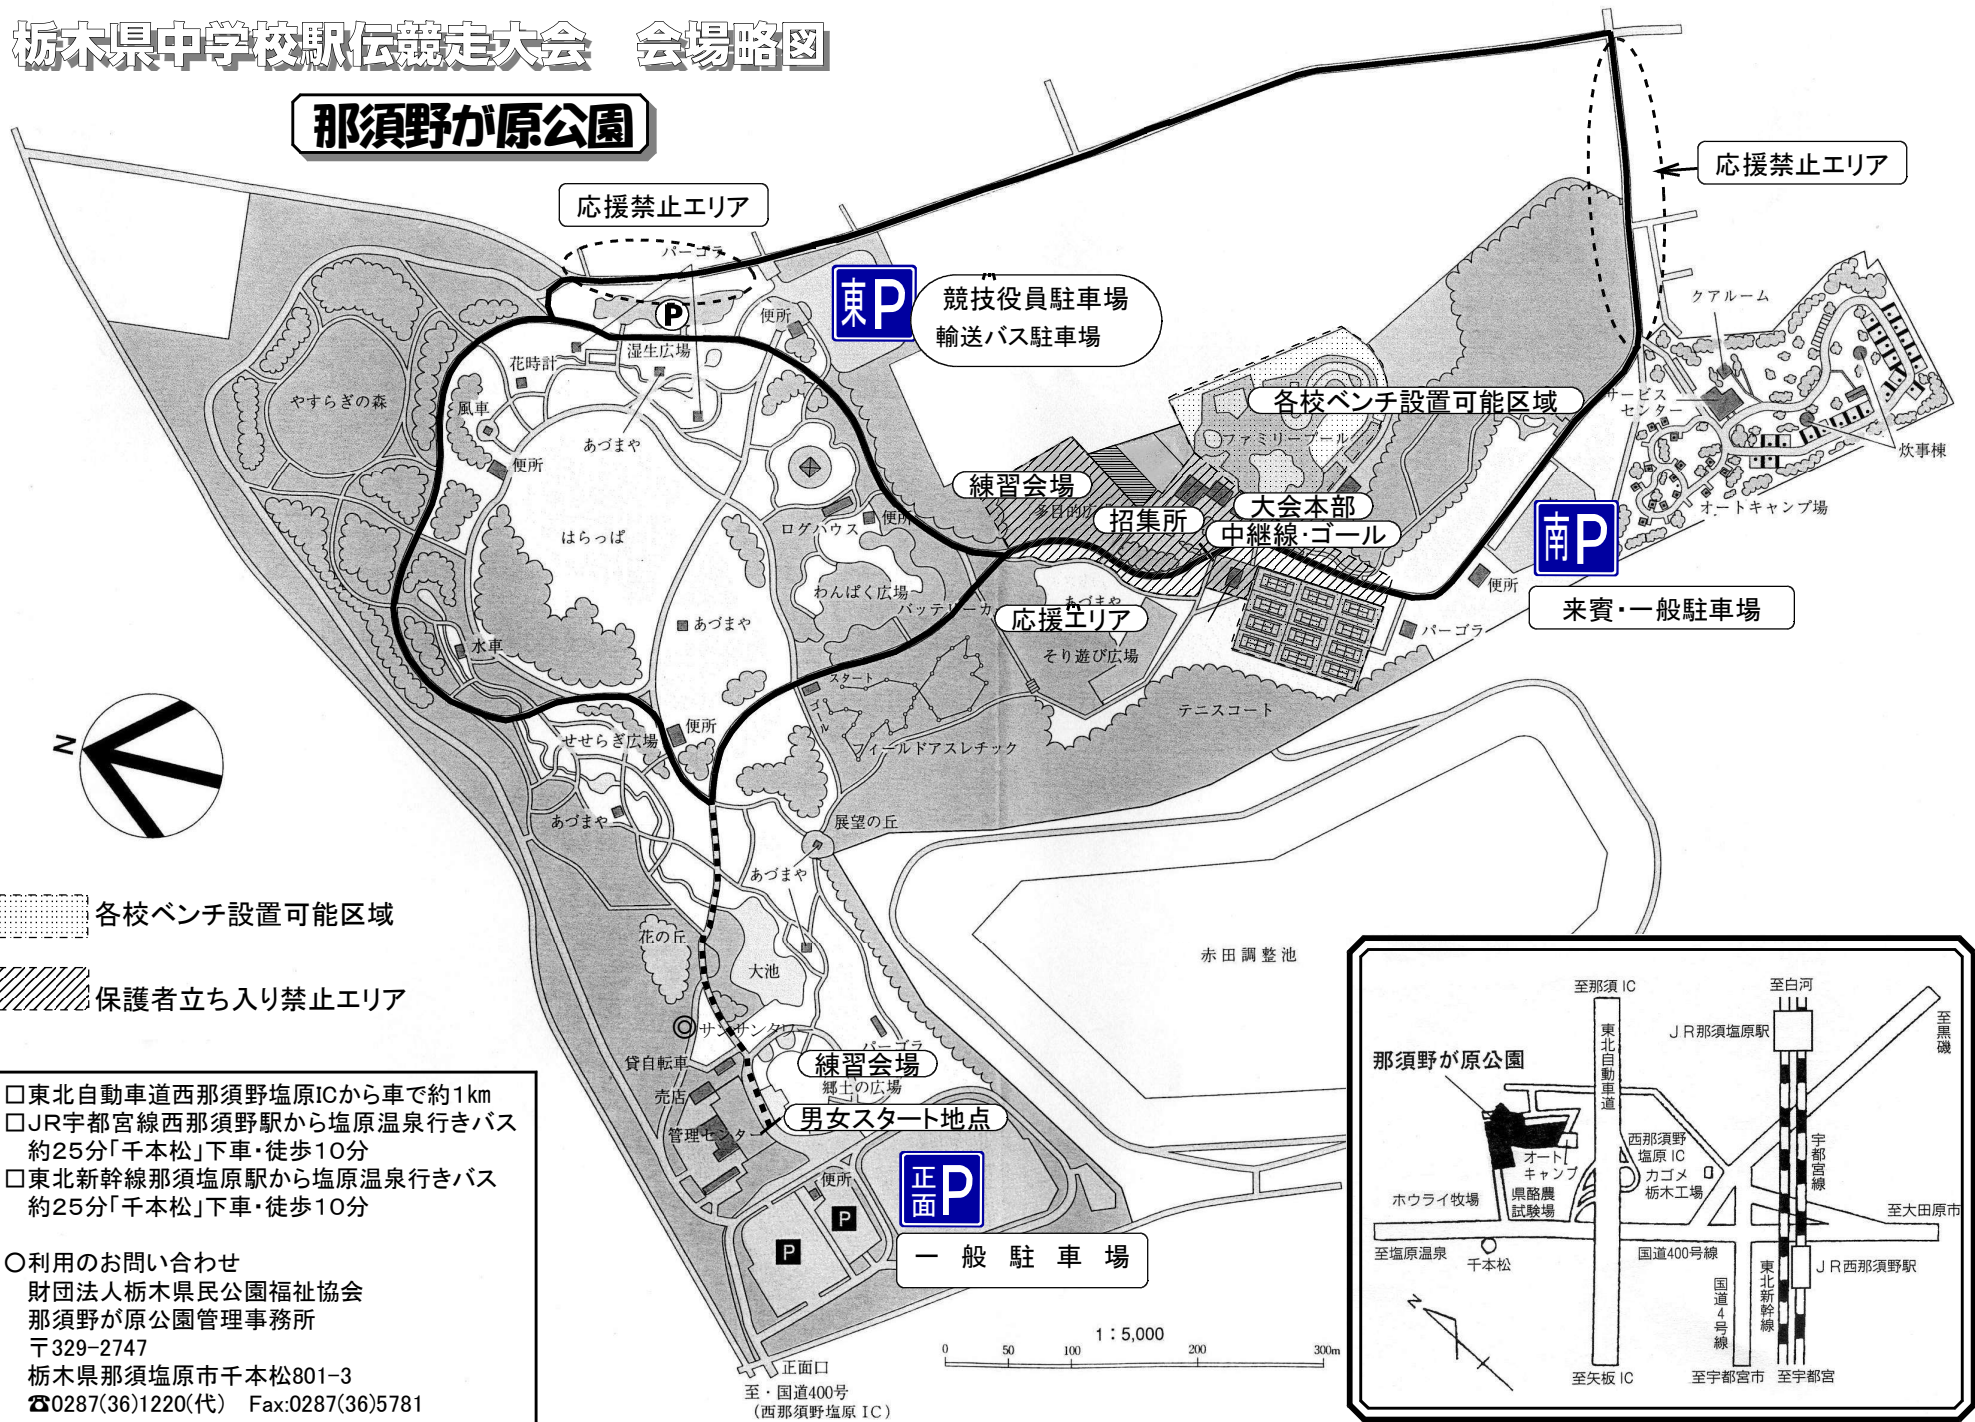 栃木県中学校駅伝競走大会　会場略図
那須野が原公園
応援禁止エリア
応援禁止エリア
パーゴラ
東P
競技役員駐車場
輸送バス駐車場
P
便所
湿生広場
花時計
風車
やすらぎの森
あづまや
便所
はらっぱ
ログハウス
便所
わんぱく広場
バッテリーカ
あづまや
水車
せせらぎ広場
便所
スタート
ゴール
フィールドアスレチック
クアルーム
サービス
センター
炊事棟
オートキャンプ場
各校ベンチ設置可能区域
ファミリープール
練習会場
多目的
招集所
大会本部
中継線・ゴール
南P
来賓・一般駐車場
便所
パーゴラ
あづまや
応援エリア
そり遊び広場
テニスコート
N
あづまや
展望の丘
あづまや
花の丘
大池
赤田調整池
各校ベンチ設置可能区域
保護者立ち入り禁止エリア
サンサンタワー
貸自転車
パーゴラ
練習会場
郷土の広場
売店
男女スタート地点
管理センター
便所
P
P
正面P
一般駐車場
正面口
至・国道400号
（西那須野塩原IC）
1：5,000
0 50 100 200 300m
□東北自動車道西那須野塩原ICから車で約1km
□JR宇都宮線西那須野駅から塩原温泉行きバス
約25分「千本松」下車・徒歩10分
□東北新幹線那須塩原駅から塩原温泉行きバス
約25分「千本松」下車・徒歩10分
○利用のお問い合わせ
財団法人栃木県民公園福祉協会
那須野が原公園管理事務所
〒329-2747
栃木県那須塩原市千本松801-3
☎0287(36)1220(代)　Fax:0287(36)5781
至那須IC
至白河
至黒磯
東北自動車道
JR那須塩原駅
那須野が原公園
西那須野
塩原IC
オート
キャンプ
カゴメ
栃木工場
宇都宮線
ホウライ牧場
県酪農
試験場
至大田原市
至塩原温泉
千本松
国道400号線
JR西那須野駅
国道4号線
東北新幹線
N
至矢板IC
至宇都宮市
至宇都宮